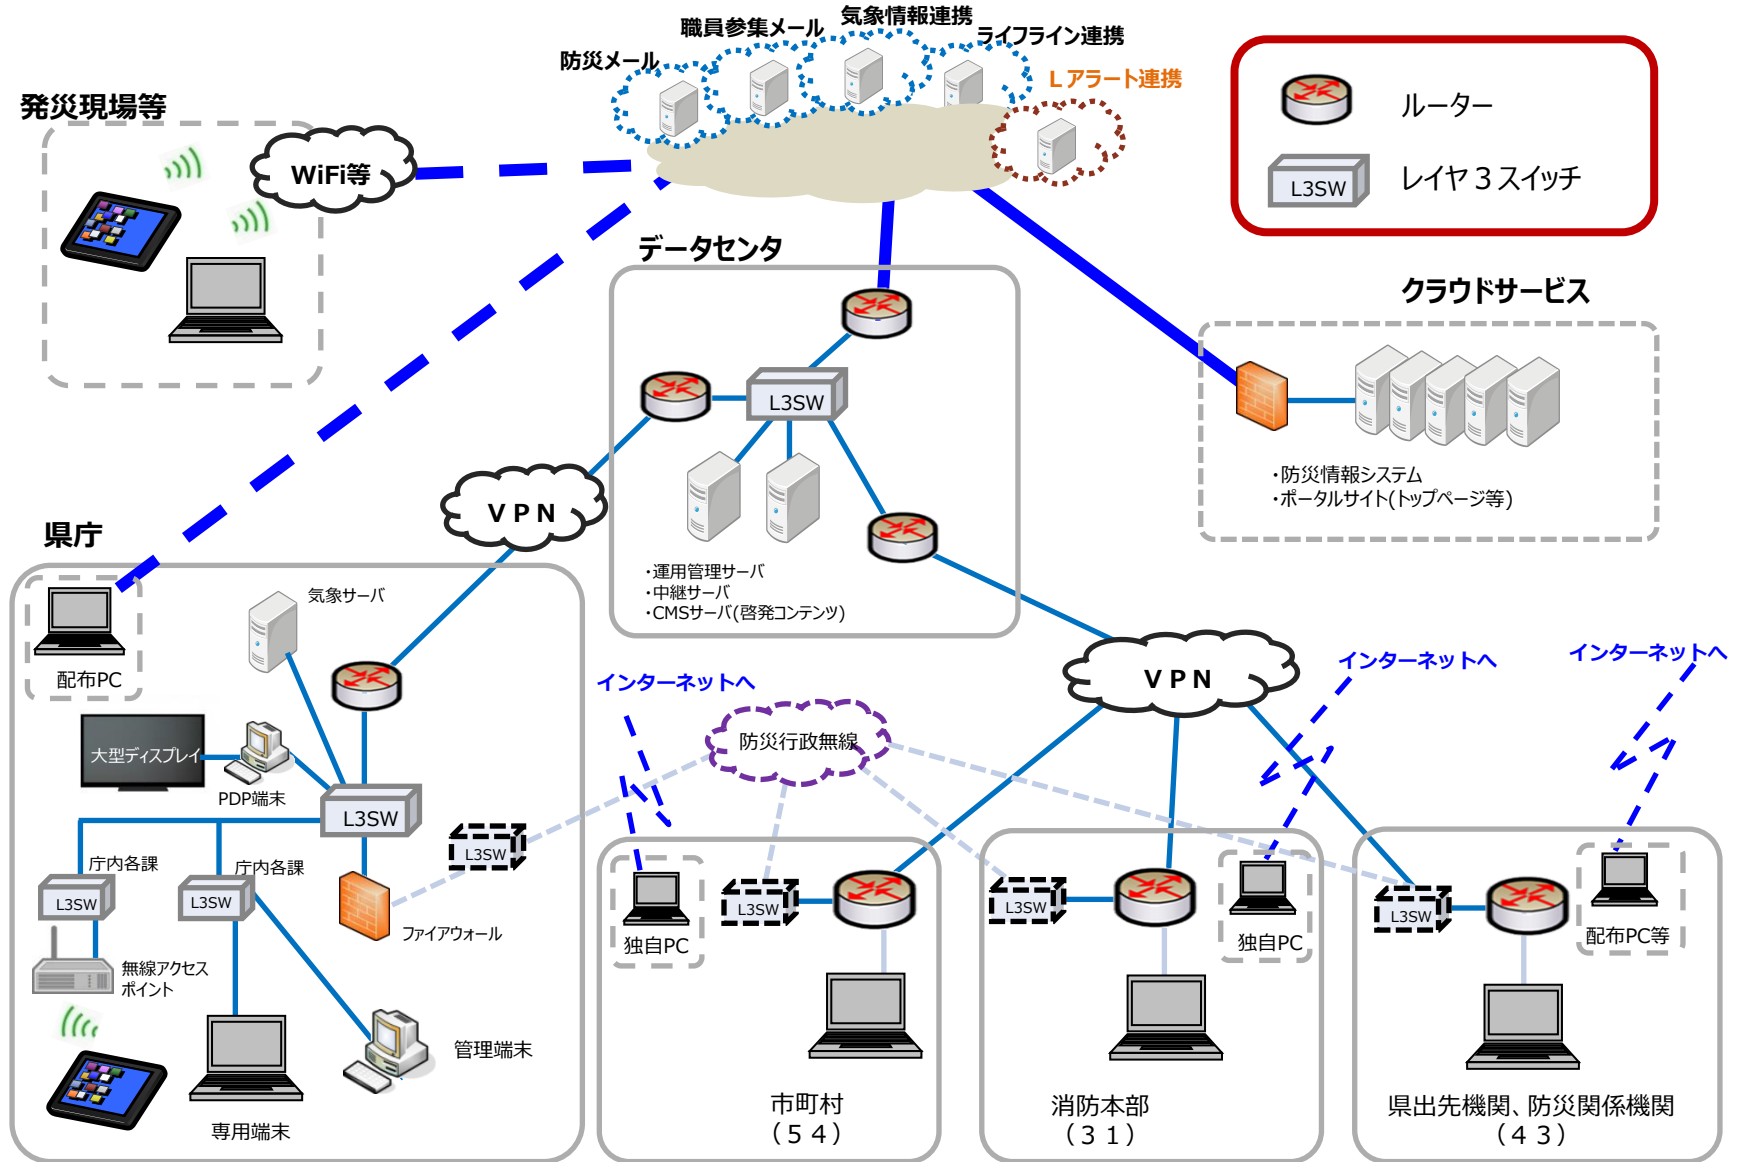 気象情報連携
職員参集メール
ライフライン連携
防災メール
Lアラート連携
発災現場等
WiFi等
ルーター
L3SW
レイヤ3スイッチ
データセンタ
クラウドサービス
L3SW
・防災情報システム
・ポータルサイト(トップページ等)
VPN
県庁
・運用管理サーバ
・中継サーバ
・CMSサーバ(啓発コンテンツ)
気象サーバ
配布PC
VPN
インターネットへ
インターネットへ
インターネットへ
防災行政無線
大型ディスプレイ
PDP端末
L3SW
L3SW
庁内各課
庁内各課
L3SW
L3SW
ファイアウォール
無線アクセス
ポイント
管理端末
専用端末
独自PC
L3SW
市町村
（54）
L3SW
独自PC
消防本部
（31）
L3SW
配布PC等
県出先機関、防災関係機関
（43）